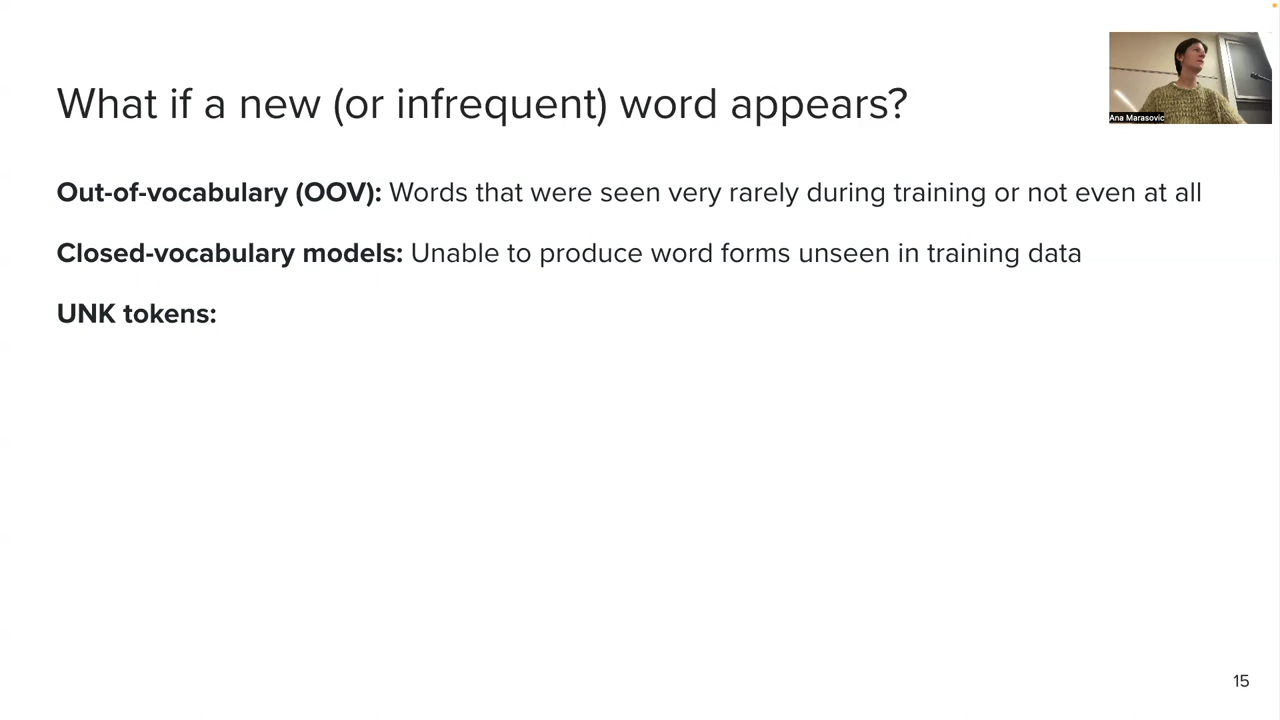 What if a new (or infrequent) word appears?
Ana Marasovic
Out-of-vocabulary (OOV): Words that were seen very rarely during training or not even at all
Closed-vocabulary models: Unable to produce word forms unseen in training data
UNK tokens:
15